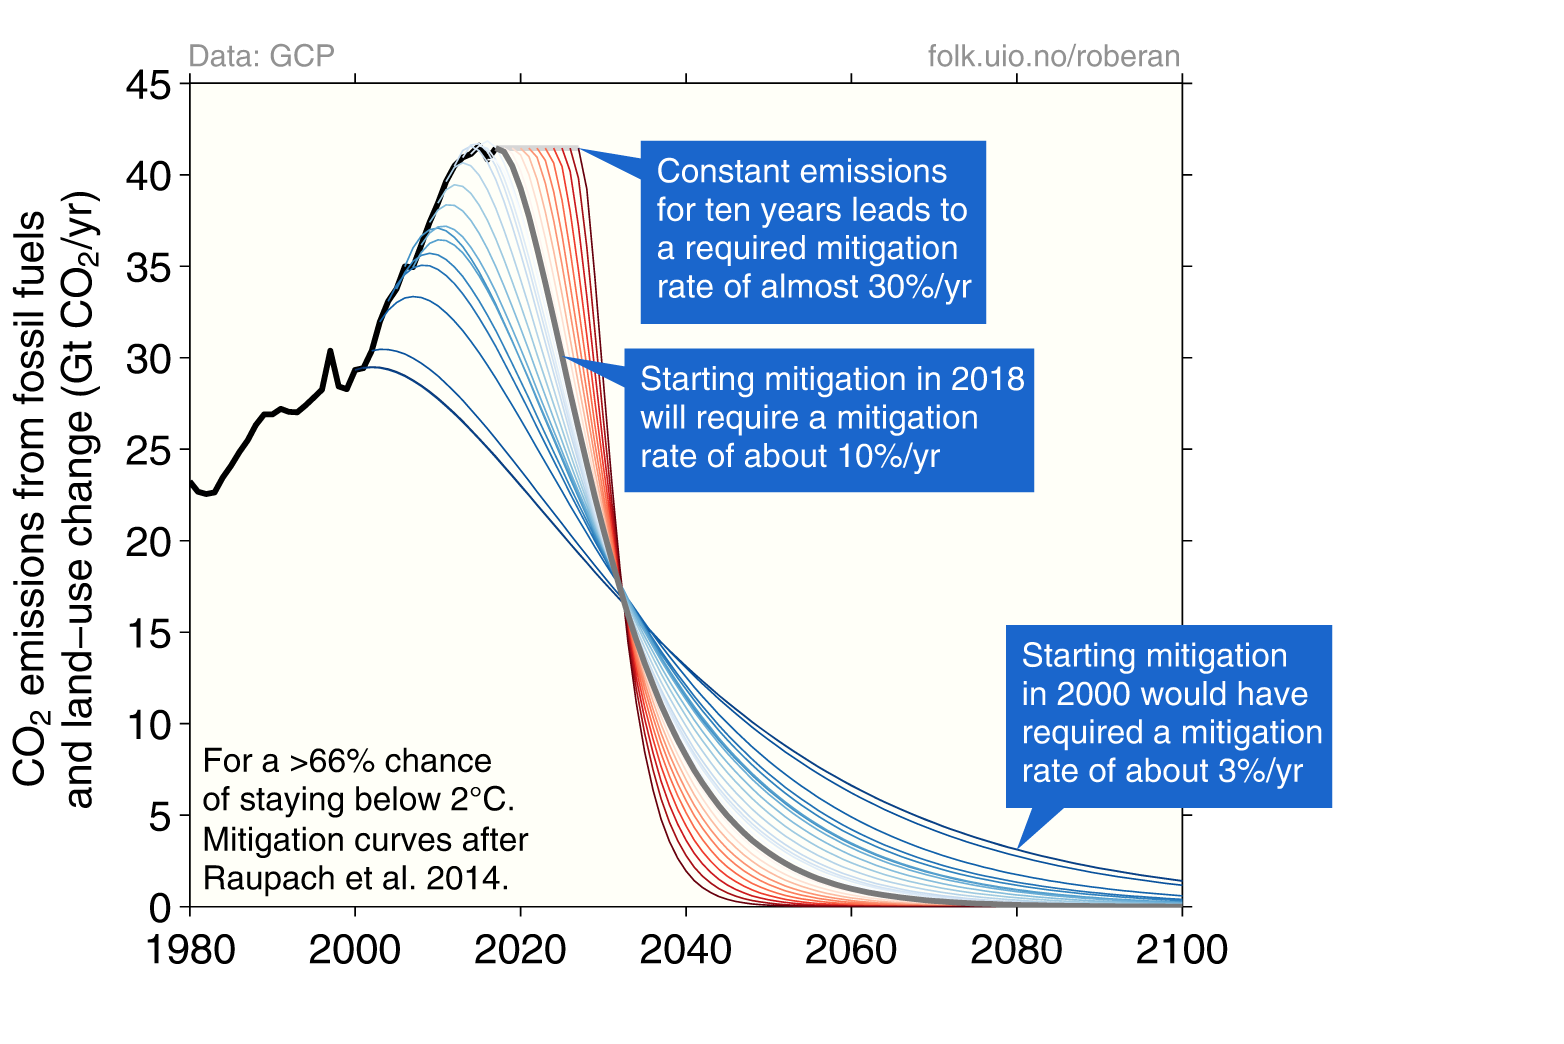 Data: GCP
folk.uio.no/roberan
CO₂ emissions from fossil fuels
and land−use change (Gt CO₂/yr)
45
40
35
30
25
20
15
10
5
0
Constant emissions
for ten years leads to
a required mitigation
rate of almost 30%/yr
Starting mitigation in 2018
will require a mitigation
rate of about 10%/yr
Starting mitigation
in 2000 would have
required a mitigation
rate of about 3%/yr
For a >66% chance
of staying below 2°C.
Mitigation curves after
Raupach et al. 2014.
1980
2000
2020
2040
2060
2080
2100